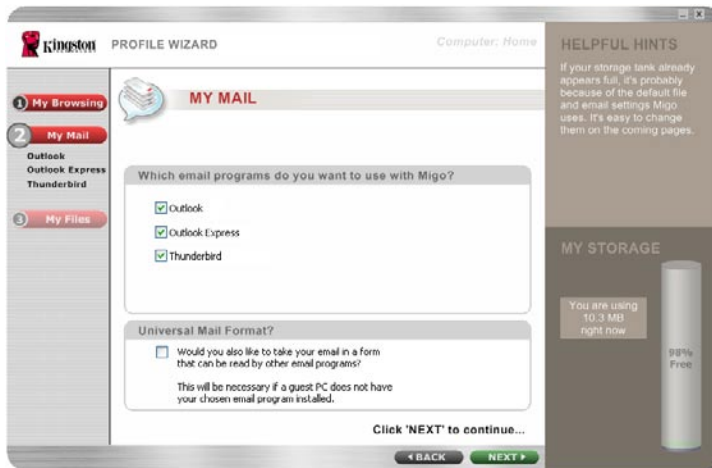 Kingston
PROFILE WIZARD
Computer: Home
1 My Browsing
2 My Mail
Outlook
Outlook Express
Thunderbird
3 My Files
MY MAIL
Which email programs do you want to use with Migo?
Outlook
Outlook Express
Thunderbird
Universal Mail Format?
Would you also like to take your email in a form
that can be read by other email programs?
This will be necessary if a guest PC does not have
your chosen email program installed.
Click 'NEXT' to continue...
BACK
NEXT
HELPFUL HINTS
If your storage tank already
appears full, it's probably
because of the default file
and email settings Migo
uses. It's easy to change
them on the coming pages.
MY STORAGE
You are using
10.3 MB
right now
98%
Free